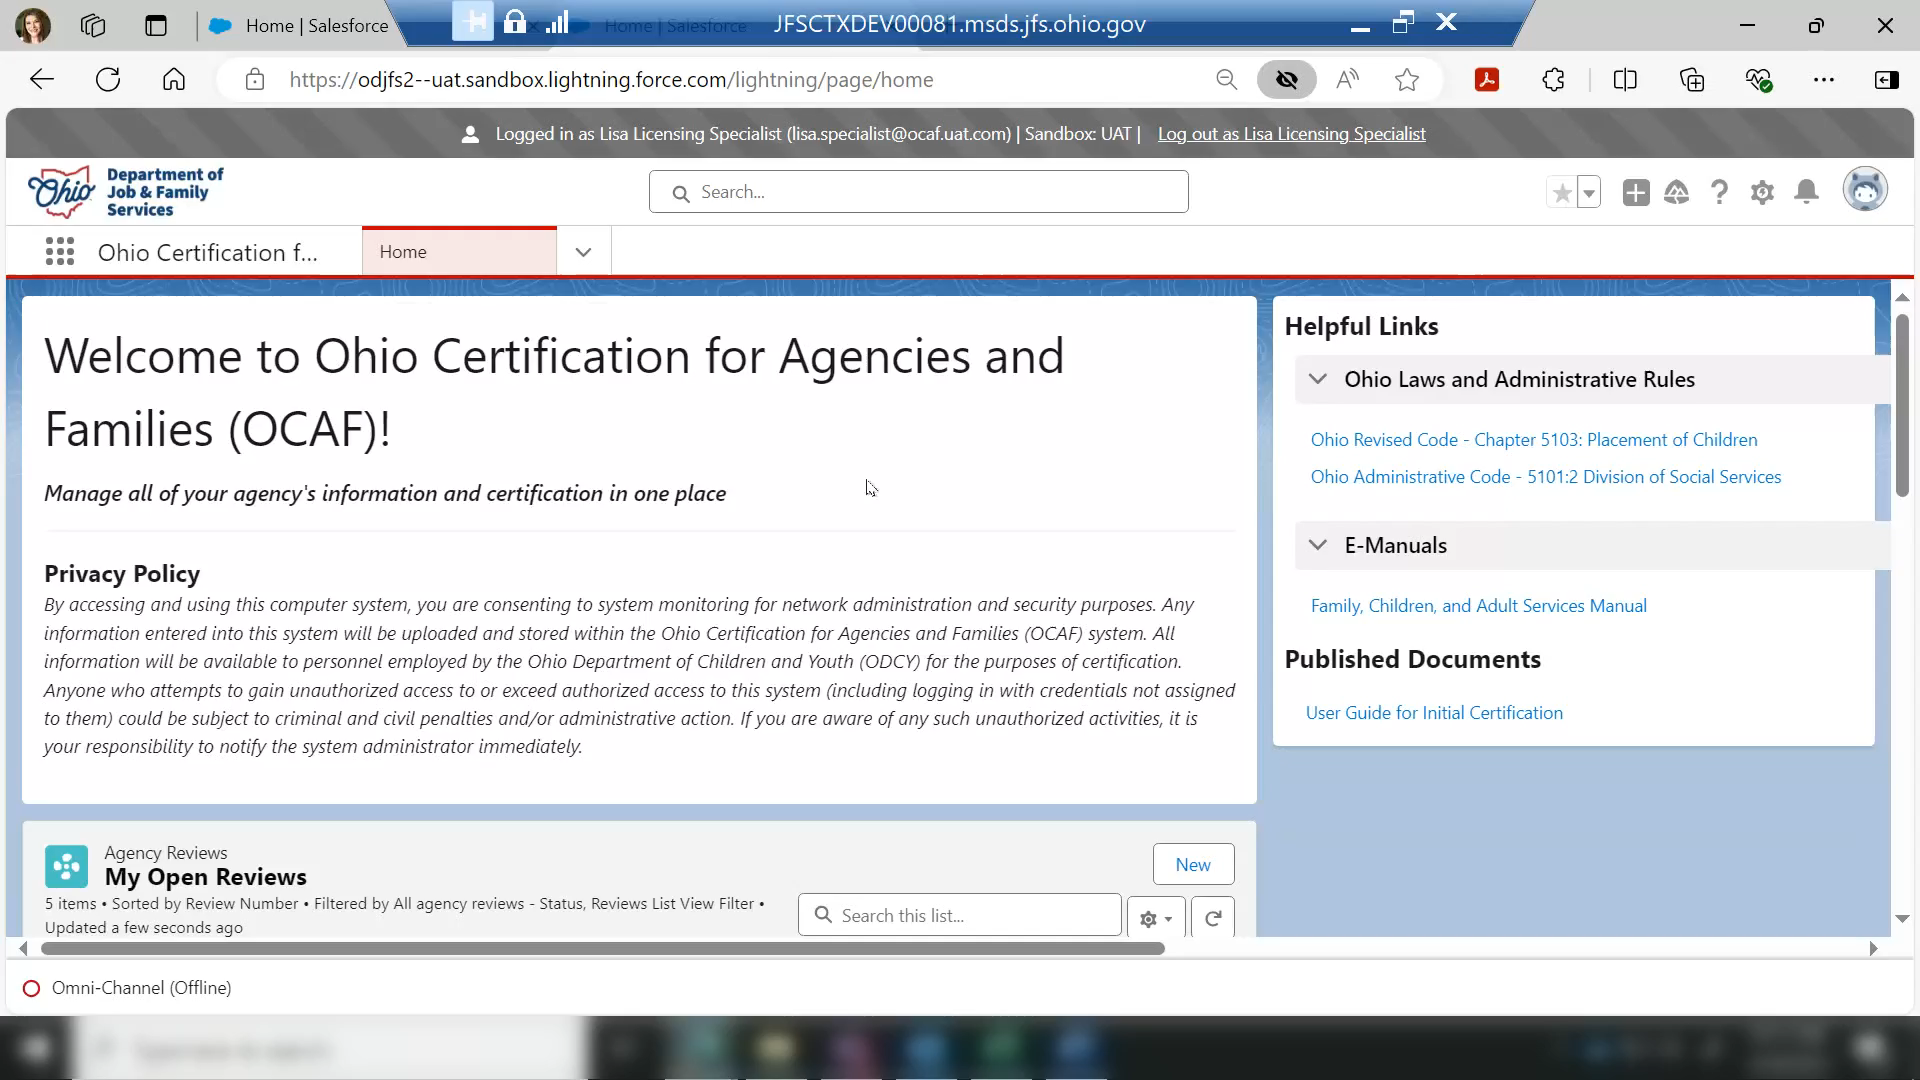 Home | Salesforce
Home | Salesforce
JFSCTXDEV00081.msds.jfs.ohio.gov
https://odjfs2--uat.sandbox.lightning.force.com/lightning/page/home
Logged in as Lisa Licensing Specialist (lisa.specialist@ocaf.uat.com) | Sandbox: UAT | Log out as Lisa Licensing Specialist
Ohio
Department of
Job & Family
Services
Search...
Ohio Certification f...
Home
Welcome to Ohio Certification for Agencies and
Families (OCAF)!
Manage all of your agency's information and certification in one place
Privacy Policy
By accessing and using this computer system, you are consenting to system monitoring for network administration and security purposes. Any
information entered into this system will be uploaded and stored within the Ohio Certification for Agencies and Families (OCAF) system. All
information will be available to personnel employed by the Ohio Department of Children and Youth (ODCY) for the purposes of certification.
Anyone who attempts to gain unauthorized access to or exceed authorized access to this system (including logging in with credentials not assigned
to them) could be subject to criminal and civil penalties and/or administrative action. If you are aware of any such unauthorized activities, it is
your responsibility to notify the system administrator immediately.
Helpful Links
Ohio Laws and Administrative Rules
Ohio Revised Code - Chapter 5103: Placement of Children
Ohio Administrative Code - 5101:2 Division of Social Services
E-Manuals
Family, Children, and Adult Services Manual
Published Documents
User Guide for Initial Certification
Agency Reviews
My Open Reviews
New
5 items • Sorted by Review Number • Filtered by All agency reviews - Status, Reviews List View Filter •
Updated a few seconds ago
Search this list...
Omni-Channel (Offline)